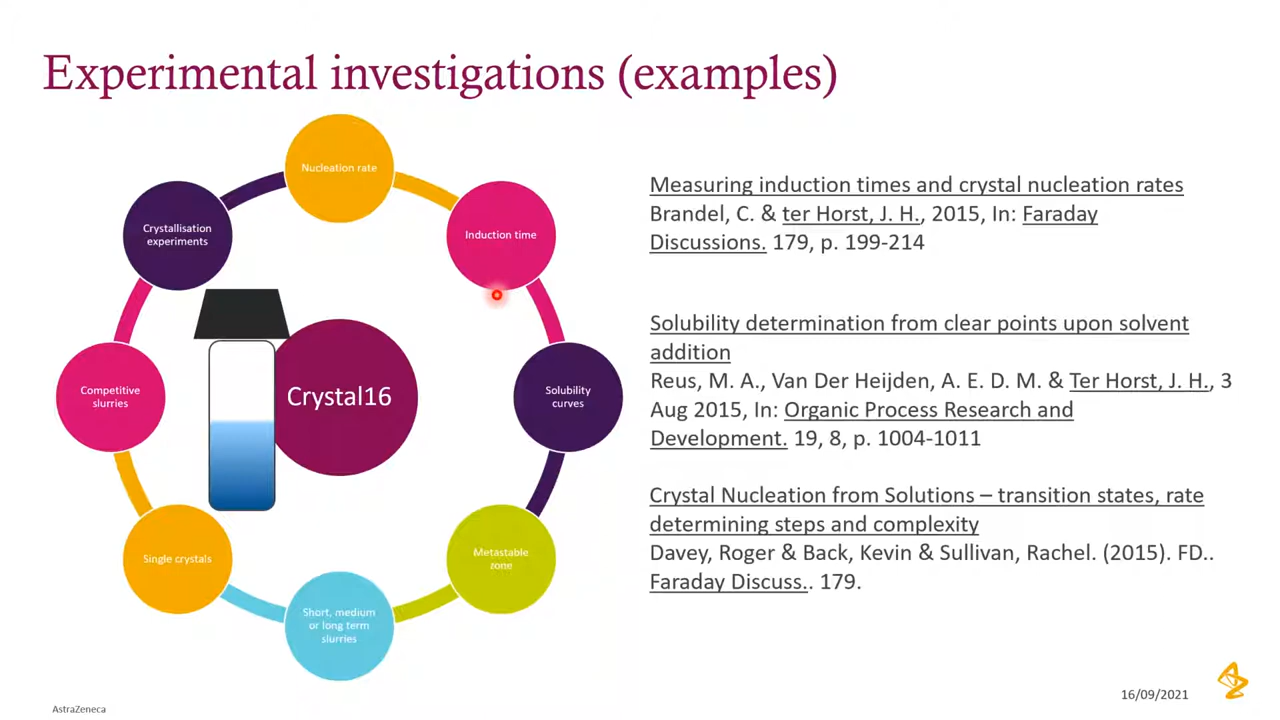 Experimental investigations (examples)
Nucleation rate
Induction time
Solubility
curves
Metastable
zone
Short, medium
or long term
slurries
Single crystals
Competitive
slurries
Crystallisation
experiments
Crystal16
Measuring induction times and crystal nucleation rates
Brandel, C. & ter Horst, J. H., 2015, In: Faraday
Discussions. 179, p. 199-214
Solubility determination from clear points upon solvent
addition
Reus, M. A., Van Der Heijden, A. E. D. M. & Ter Horst, J. H., 3
Aug 2015, In: Organic Process Research and
Development. 19, 8, p. 1004-1011
Crystal Nucleation from Solutions – transition states, rate
determining steps and complexity
Davey, Roger & Back, Kevin & Sullivan, Rachel. (2015). FD..
Faraday Discuss.. 179.
16/09/2021
AstraZeneca